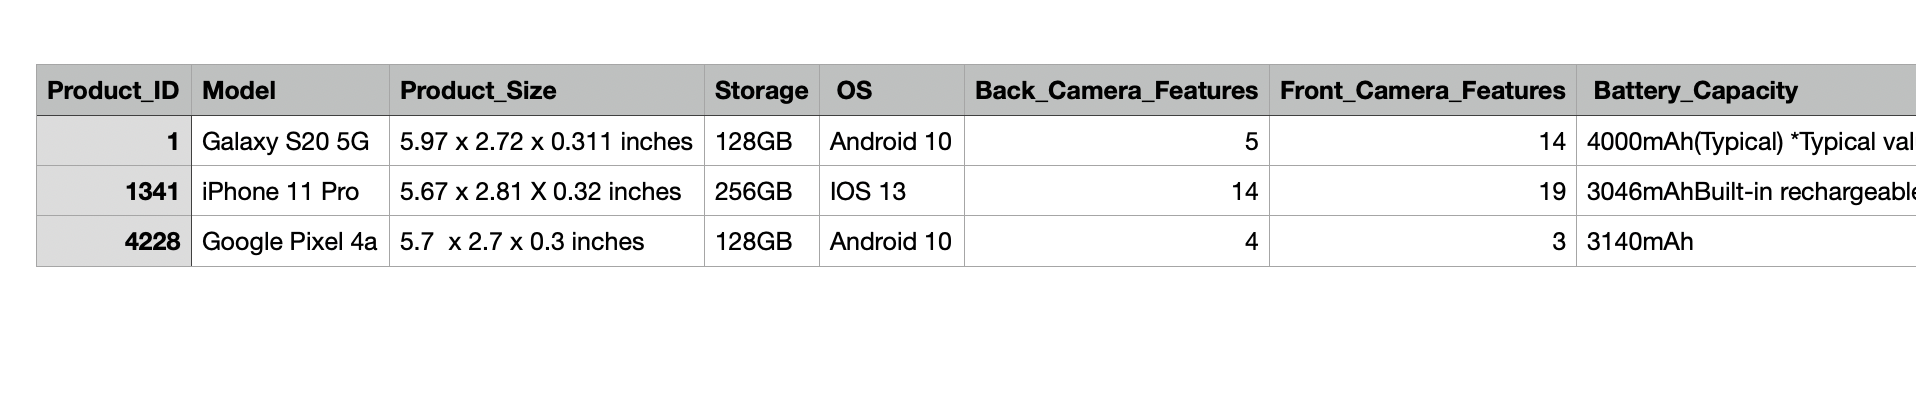 Product_ID Model Product_Size Storage OS Back_Camera_Features Front_Camera_Features Battery_Capacity
1 Galaxy S20 5G 5.97 x 2.72 x 0.311 inches 128GB Android 10 5 14 4000mAh(Typical) *Typical val
1341 iPhone 11 Pro 5.67 x 2.81 X 0.32 inches 256GB IOS 13 14 19 3046mAhBuilt-in rechargeable
4228 Google Pixel 4a 5.7  x 2.7 x 0.3 inches 128GB Android 10 4 3 3140mAh